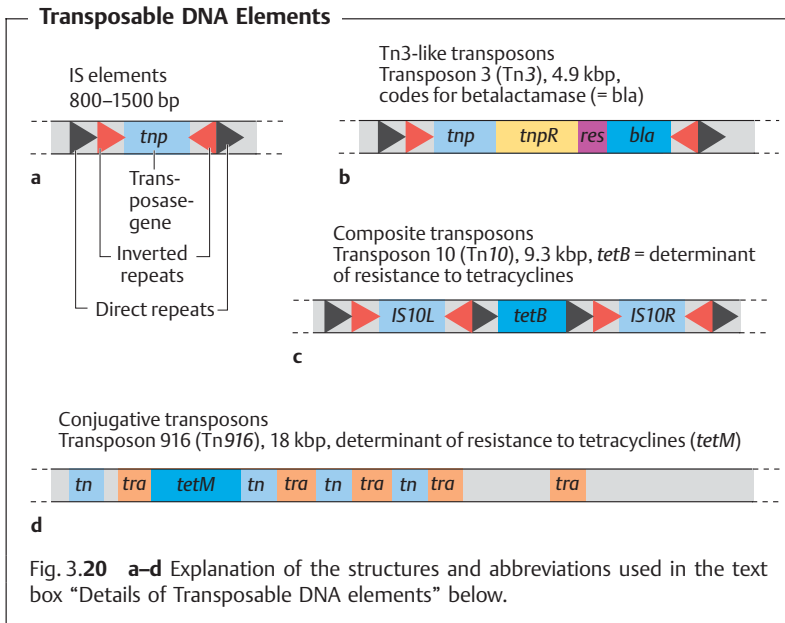 Transposable DNA Elements
IS elements
800–1500 bp
tnp
a
Trans-
posase-
gene
Inverted
repeats
Direct repeats
Tn3-like transposons
Transposon 3 (Tn3), 4.9 kbp,
codes for betalactamase (= bla)
tnp tnpR res bla
b
Composite transposons
Transposon 10 (Tn10), 9.3 kbp, tetB = determinant
of resistance to tetracyclines
IS10L tetB IS10R
c
Conjugative transposons
Transposon 916 (Tn916), 18 kbp, determinant of resistance to tetracyclines (tetM)
tn tra tetM tn tra tn tra tn tra tra
d
Fig. 3.20 a–d Explanation of the structures and abbreviations used in the text
box “Details of Transposable DNA elements” below.